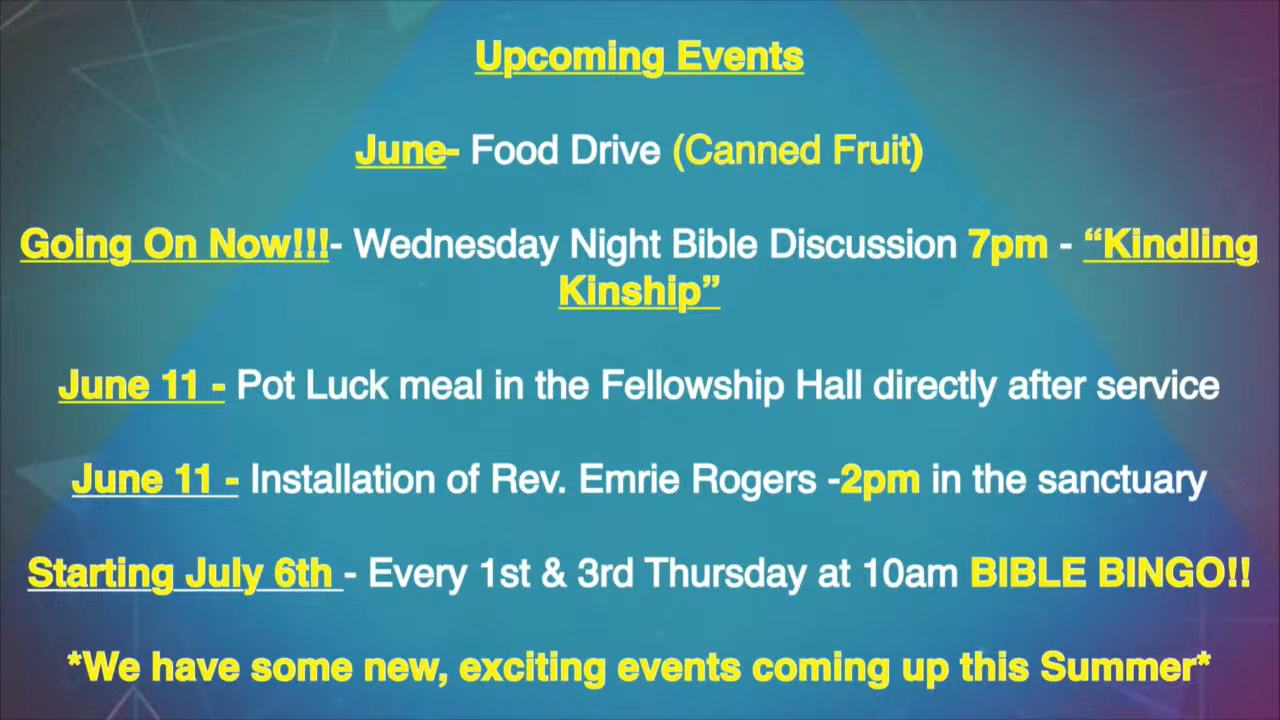 Upcoming Events
June- Food Drive (Canned Fruit)
Going On Now!!!- Wednesday Night Bible Discussion 7pm - “Kindling
Kinship”
June 11 - Pot Luck meal in the Fellowship Hall directly after service
June 11 - Installation of Rev. Emrie Rogers -2pm in the sanctuary
Starting July 6th - Every 1st & 3rd Thursday at 10am BIBLE BINGO!!
*We have some new, exciting events coming up this Summer*